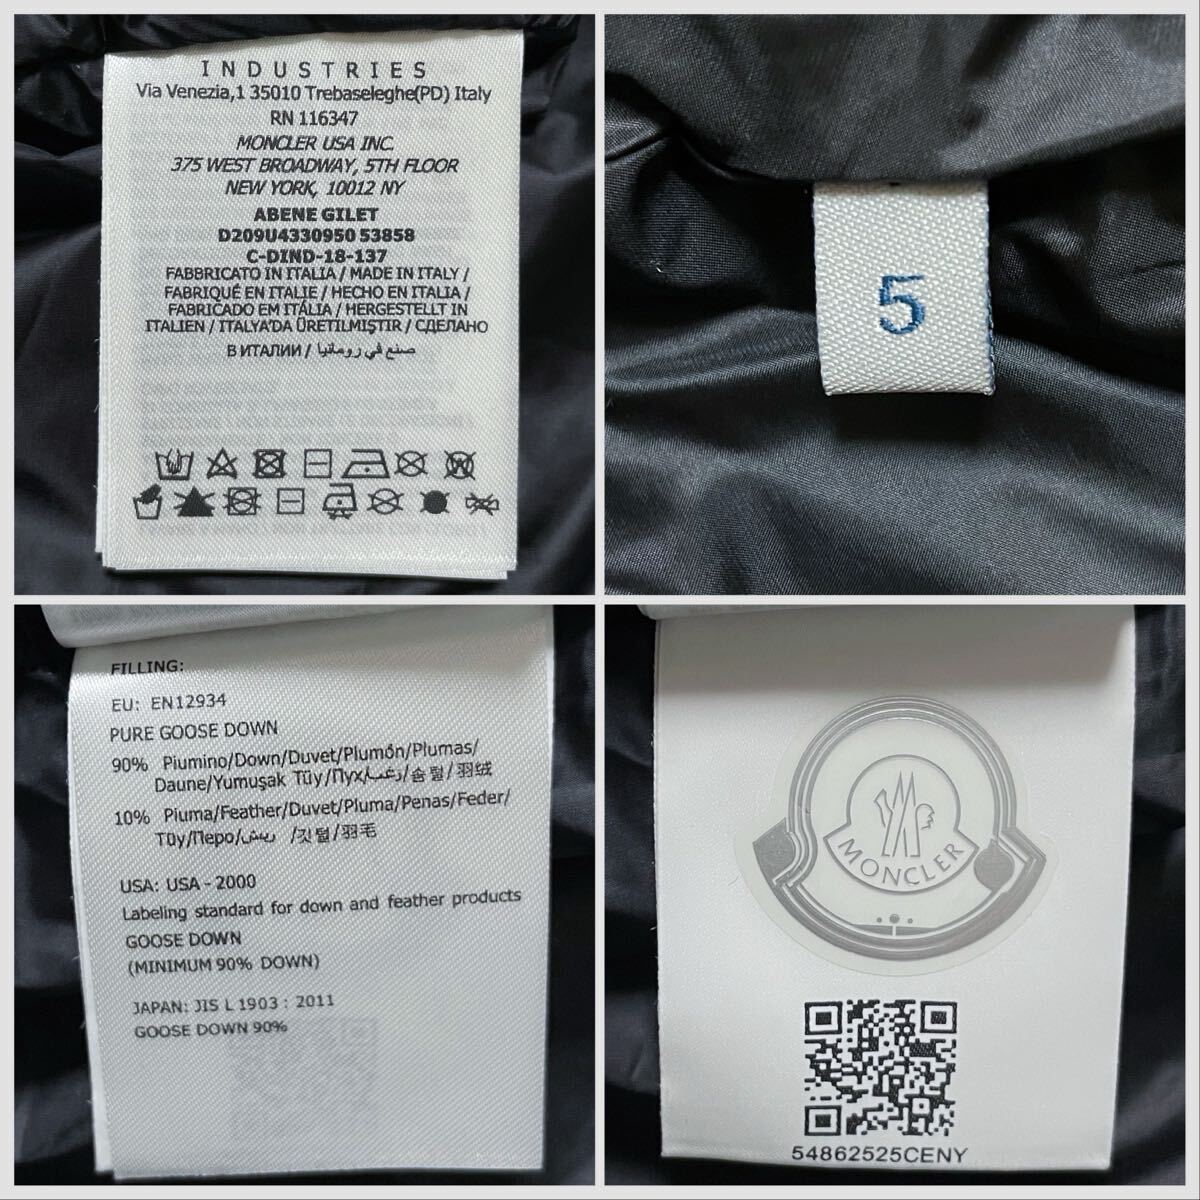 INDUSTRIES
Via Venezia,1 35010 Trebaseleghe(PD) Italy
RN 116347
MONCLER USA INC.
375 WEST BROADWAY, 5TH FLOOR
NEW YORK, 10012 NY
ABENE GILET
D209U4330950 53858
C-DIND-18-137
FABBRICATO IN ITALIA / MADE IN ITALY /
FABRIQUÉ EN ITALIE / HECHO EN ITALIA /
FABRICADO EM ITÁLIA / HERGESTELLT IN
ITALIEN / ITALYA'DA ÜRETILMIŞTIR / СДЕЛАНО
В ИТАЛИИ / صنع في رومانيا
5
FILLING:
EU: EN12934
PURE GOOSE DOWN
90% Piumino/Down/Duvet/Plumón/Plumas/
Daune/Yumuşak Tüy/Пух/زغب/솜털/羽绒
10% Piuma/Feather/Duvet/Pluma/Penas/Feder/
Tüy/Перо/ريش /깃털/羽毛
USA: USA - 2000
Labeling standard for down and feather products
GOOSE DOWN
(MINIMUM 90% DOWN)
JAPAN: JIS L 1903 : 2011
GOOSE DOWN 90%
MONCLER
54862525CENY